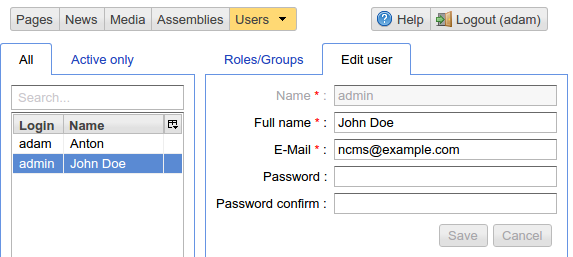 Pages News Media Assemblies Users Help Logout (adam)
All Active only
Search...
Login Name
adam Anton
admin John Doe
Roles/Groups Edit user
Name * : admin
Full name * : John Doe
E-Mail * : ncms@example.com
Password :
Password confirm :
Save Cancel